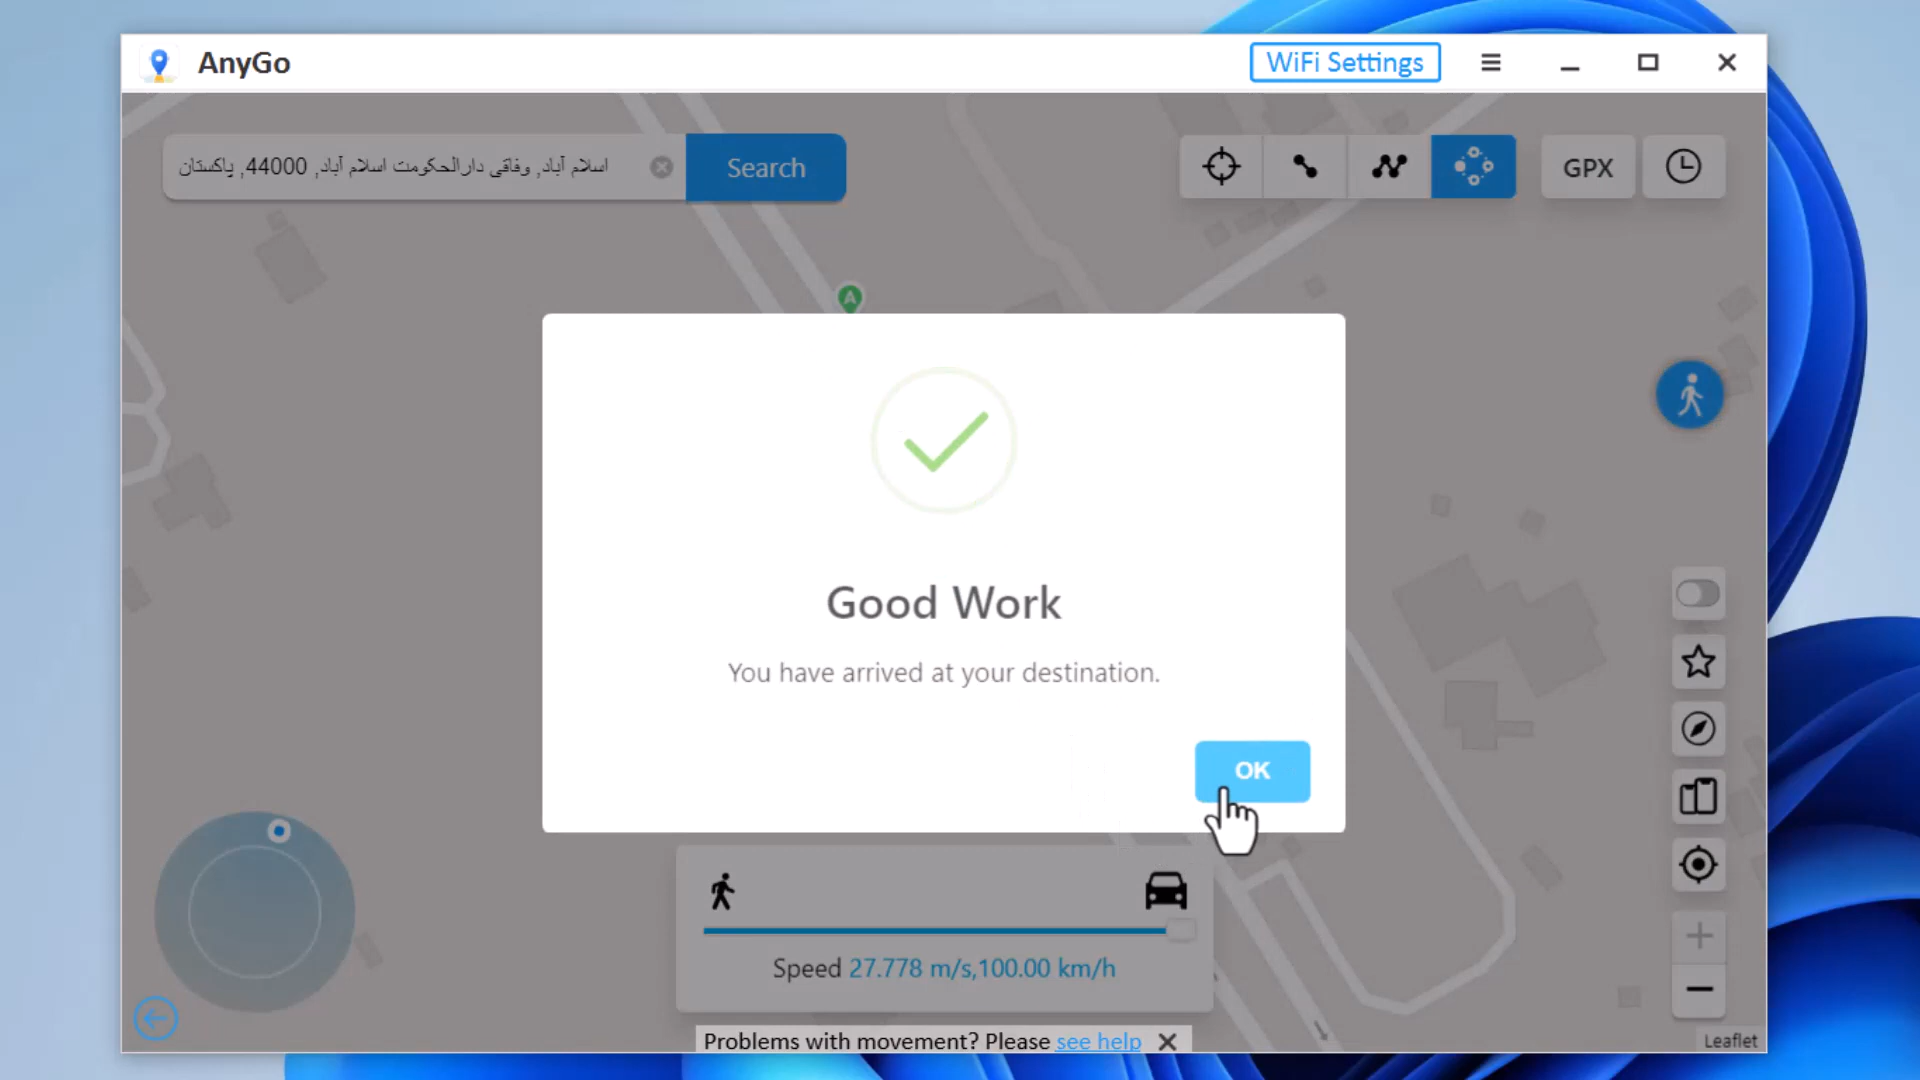 AnyGo
WiFi Settings
اسلام آباد, وفاقی دارالحکومت اسلام آباد, 44000, پاکستان
Search
GPX
A
Good Work
You have arrived at your destination.
OK
Speed 27.778 m/s,100.00 km/h
Problems with movement? Please see help
Leaflet